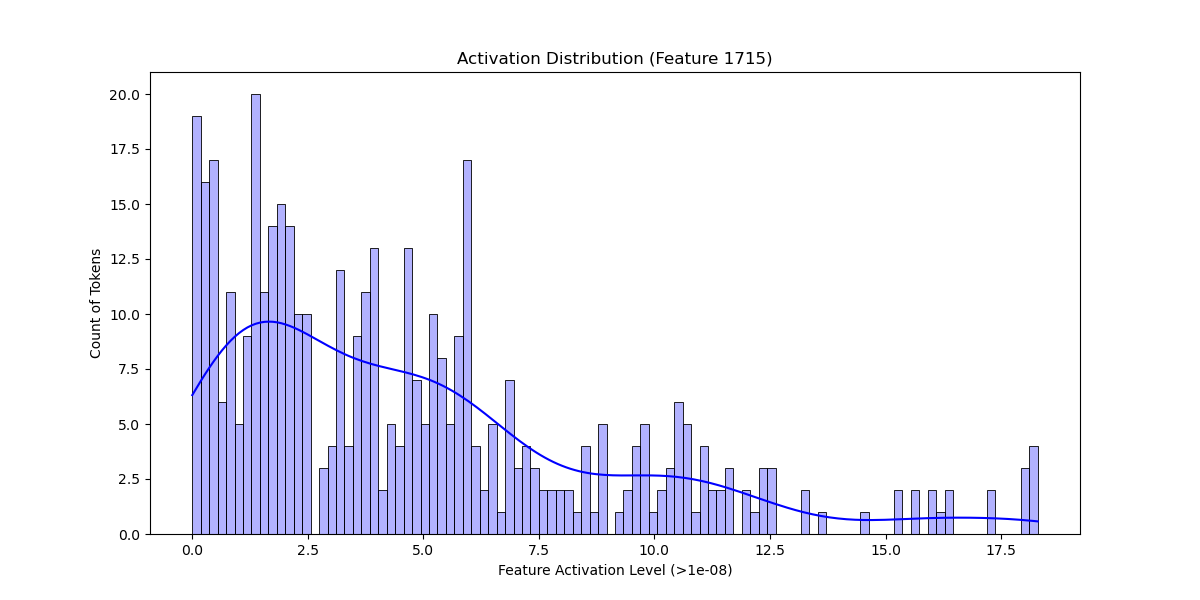 Activation Distribution (Feature 1715)
20.0
17.5
15.0
12.5
10.0
7.5
5.0
2.5
0.0
Count of Tokens
0.0 2.5 5.0 7.5 10.0 12.5 15.0 17.5
Feature Activation Level (>1e-08)